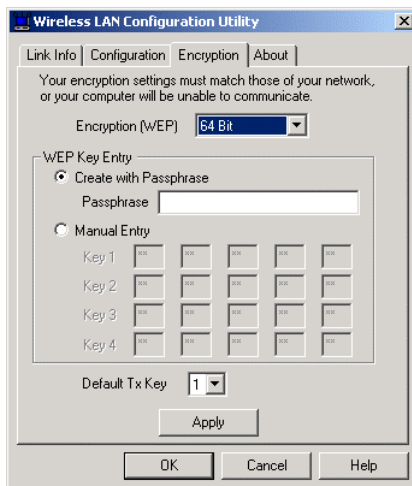 Wireless LAN Configuration Utility
Link Info Configuration Encryption About
Your encryption settings must match those of your network,
or your computer will be unable to communicate.
Encryption (WEP) 64 Bit
WEP Key Entry
Create with Passphrase
Passphrase
Manual Entry
Key 1 ** ** ** ** **
Key 2 ** ** ** ** **
Key 3 ** ** ** ** **
Key 4 ** ** ** ** **
Default Tx Key 1
Apply
OK Cancel Help